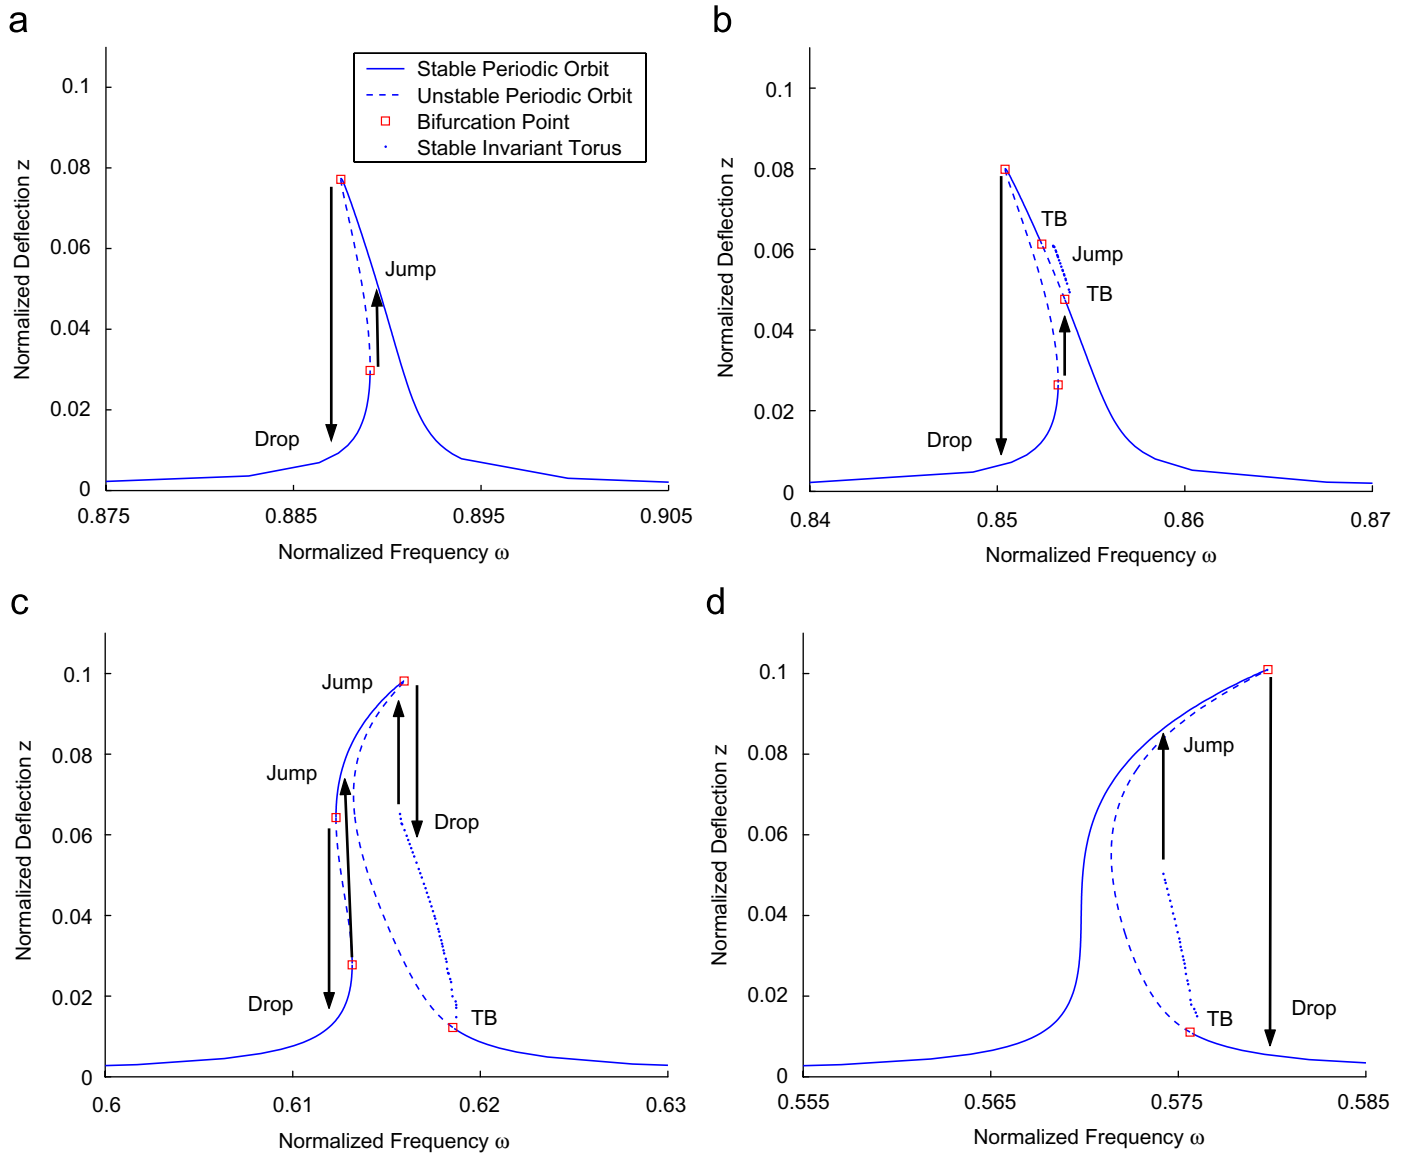 a
0.1
0.08
0.06
0.04
0.02
0
Normalized Deflection z
Stable Periodic Orbit
Unstable Periodic Orbit
Bifurcation Point
Stable Invariant Torus
Jump
Drop
0.875
0.885
0.895
0.905
Normalized Frequency ω
b
0.1
0.08
0.06
0.04
0.02
0
Normalized Deflection z
TB
Jump
TB
Drop
0.84
0.85
0.86
0.87
Normalized Frequency ω
c
0.1
0.08
0.06
0.04
0.02
0
Normalized Deflection z
Jump
Jump
Drop
Drop
TB
0.6
0.61
0.62
0.63
Normalized Frequency ω
d
0.1
0.08
0.06
0.04
0.02
0
Normalized Deflection z
Jump
Drop
TB
0.555
0.565
0.575
0.585
Normalized Frequency ω